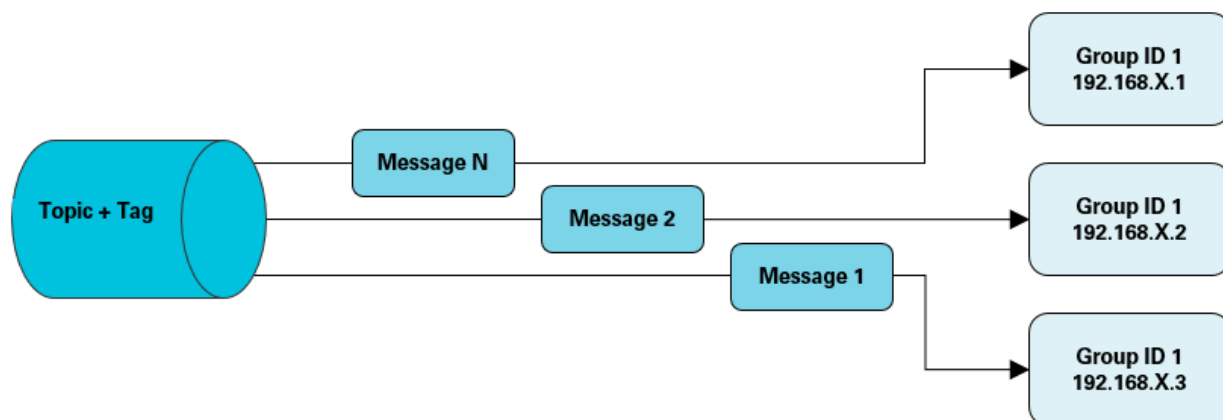 Group ID 1
192.168.X.1
Message N
Topic + Tag
Message 2
Group ID 1
192.168.X.2
Message 1
Group ID 1
192.168.X.3